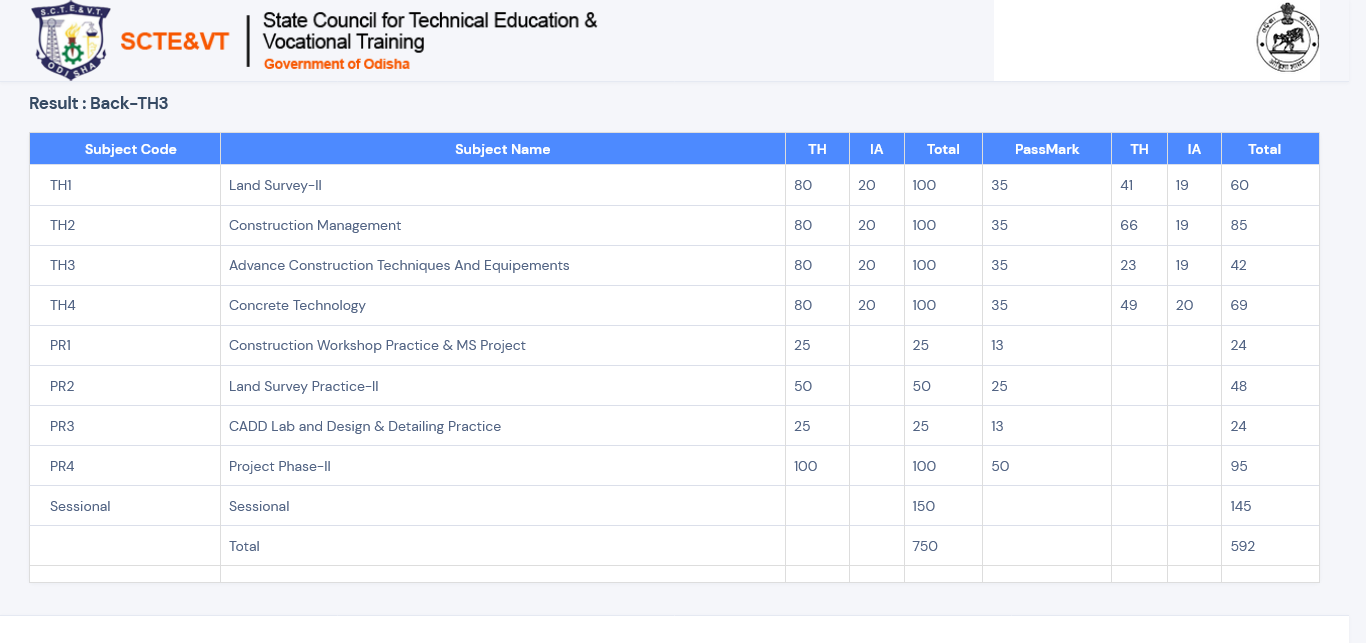 S.C.T.E.&V.T.
ODISHA
SCTE&VT
State Council for Technical Education &
Vocational Training
Government of Odisha
Result : Back-TH3
Subject Code Subject Name TH IA Total PassMark TH IA Total
TH1 Land Survey-II 80 20 100 35 41 19 60
TH2 Construction Management 80 20 100 35 66 19 85
TH3 Advance Construction Techniques And Equipements 80 20 100 35 23 19 42
TH4 Concrete Technology 80 20 100 35 49 20 69
PR1 Construction Workshop Practice & MS Project 25 25 13 24
PR2 Land Survey Practice-II 50 50 25 48
PR3 CADD Lab and Design & Detailing Practice 25 25 13 24
PR4 Project Phase-II 100 100 50 95
Sessional Sessional 150 145
Total 750 592